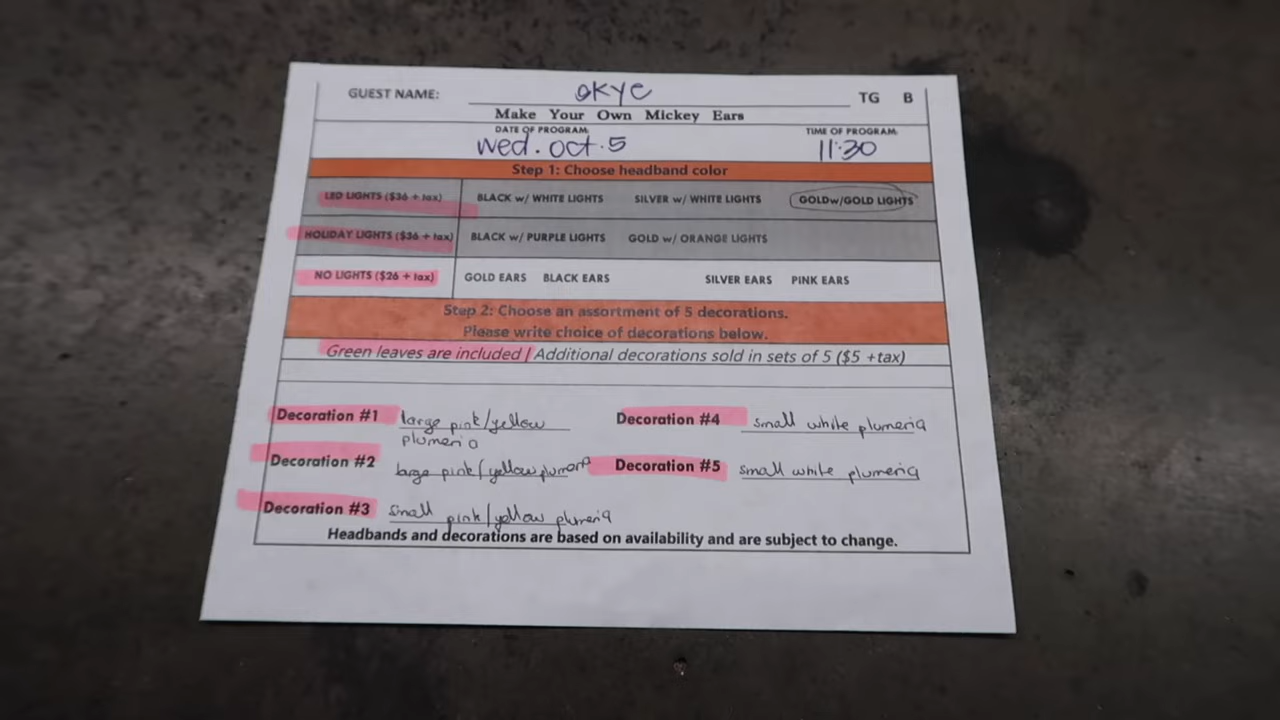 GUEST NAME: skye TG B
Make Your Own Mickey Ears
DATE OF PROGRAM: TIME OF PROGRAM:
wed. oct. 5 11:30
Step 1: Choose headband color
LED LIGHTS ($36 + tax) BLACK w/ WHITE LIGHTS SILVER w/ WHITE LIGHTS GOLDw/GOLD LIGHTS
HOLIDAY LIGHTS ($36 + tax) BLACK w/ PURPLE LIGHTS GOLD w/ ORANGE LIGHTS
NO LIGHTS ($26 + tax) GOLD EARS BLACK EARS SILVER EARS PINK EARS
Step 2: Choose an assortment of 5 decorations.
Please write choice of decorations below.
Green leaves are included | Additional decorations sold in sets of 5 ($5 +tax)
Decoration #1 large pink/yellow plumeria
Decoration #4 small white plumeria
Decoration #2 large pink/yellow plumeria
Decoration #5 small white plumeria
Decoration #3 small pink/yellow plumeria
Headbands and decorations are based on availability and are subject to change.